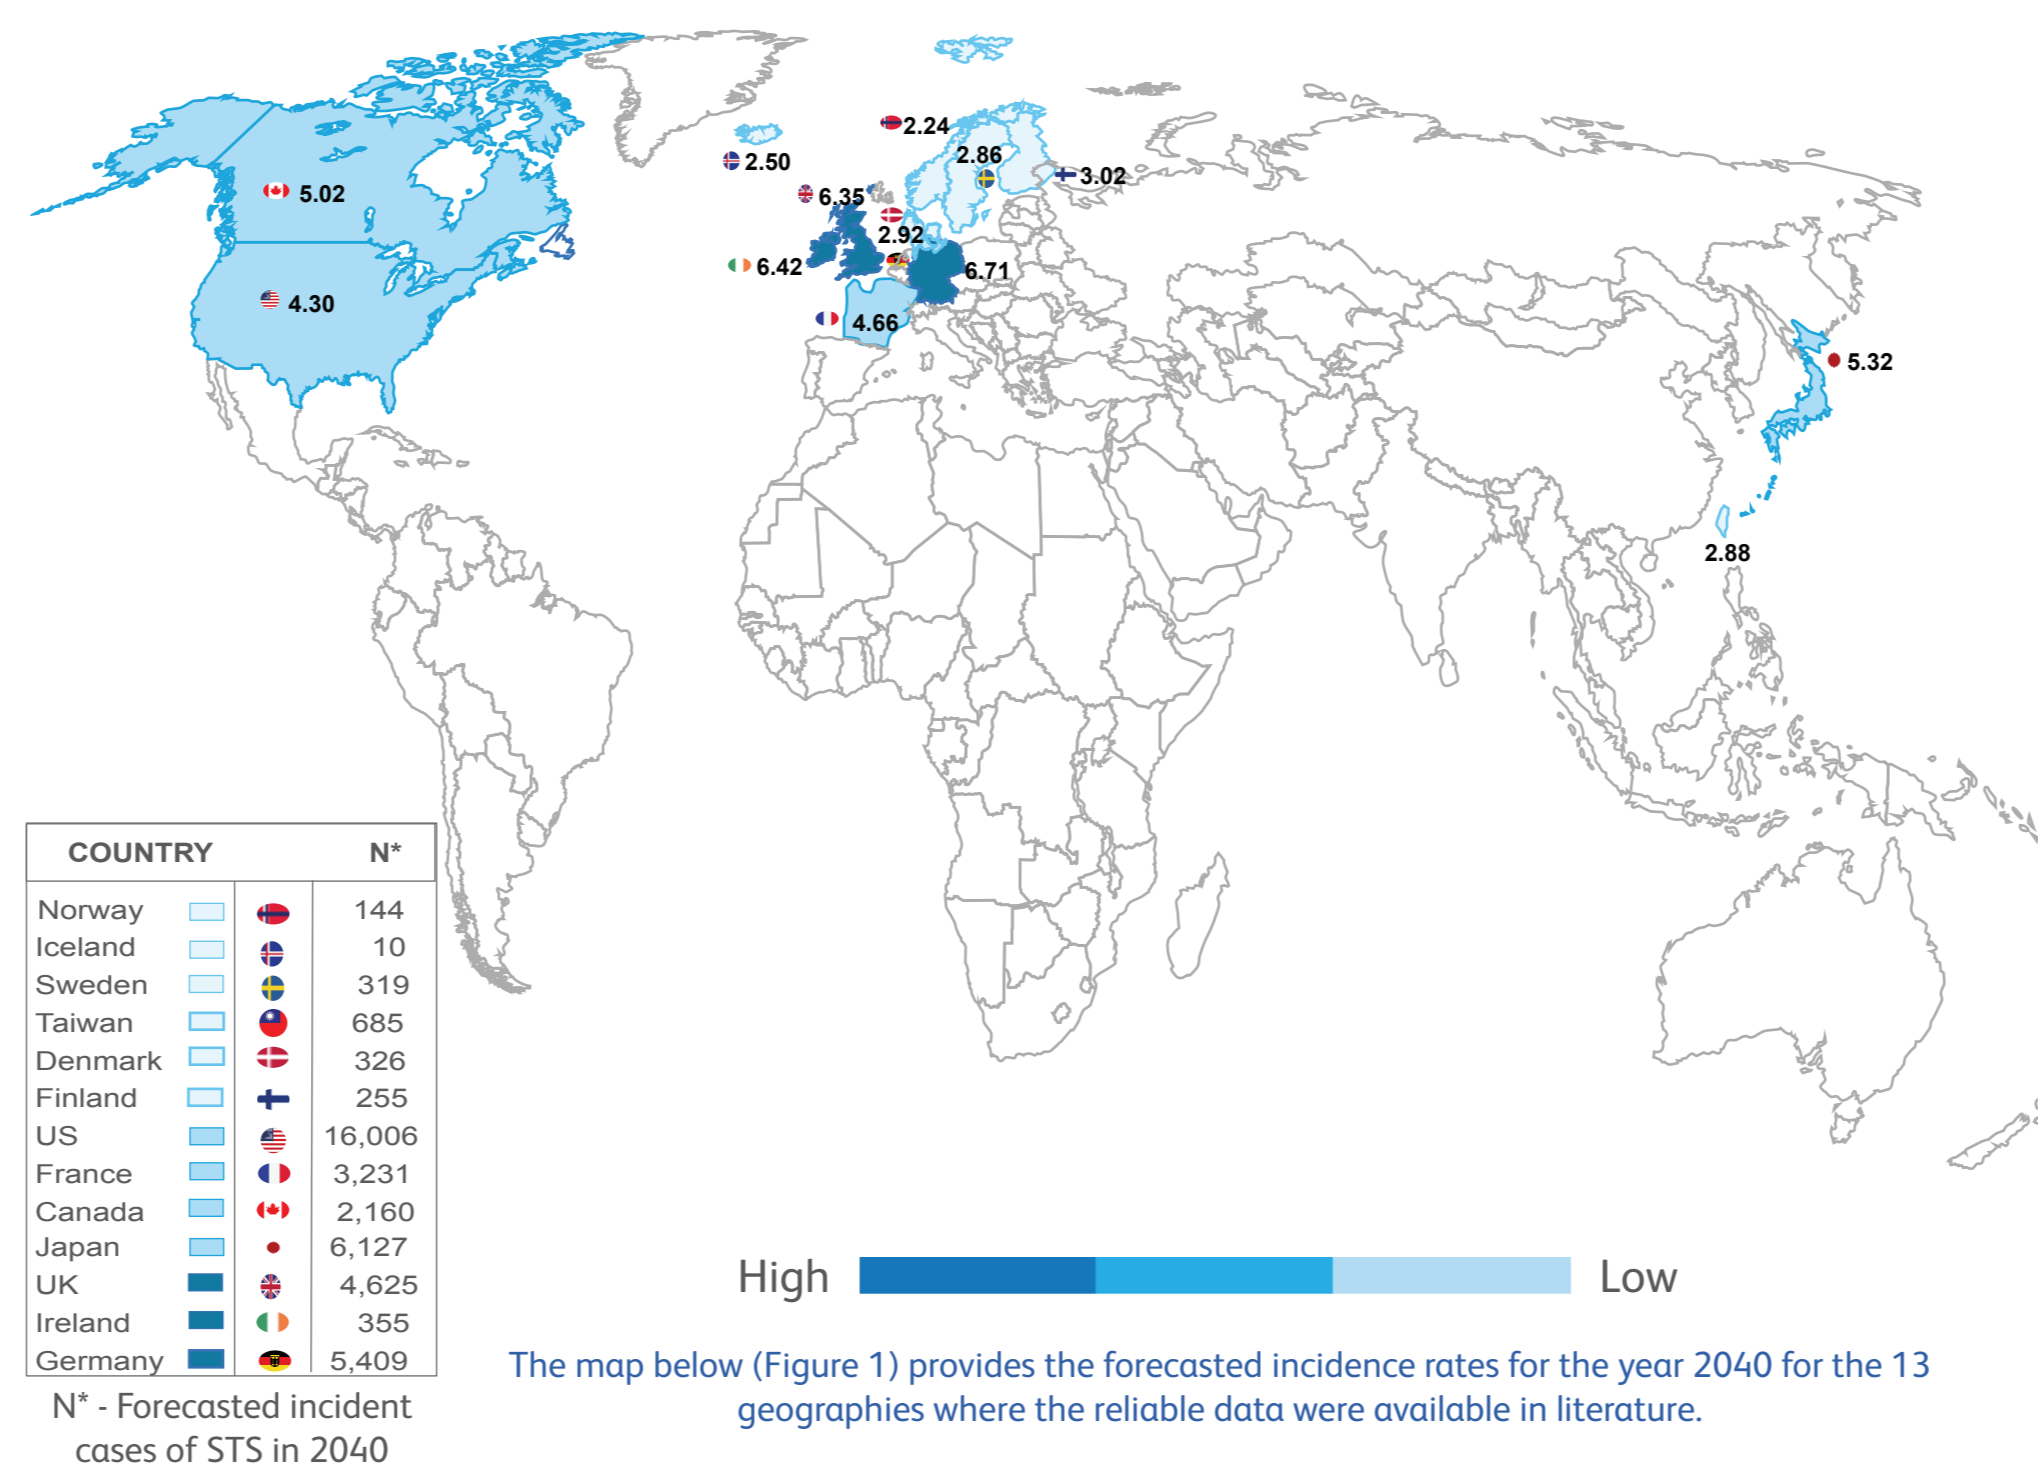 2.24
2.86
2.50
3.02
5.02
6.35
2.92
6.42
6.71
4.30
4.66
5.32
2.88
COUNTRY N*
Norway 144
Iceland 10
Sweden 319
Taiwan 685
Denmark 326
Finland 255
US 16,006
France 3,231
Canada 2,160
Japan 6,127
UK 4,625
Ireland 355
Germany 5,409
N* - Forecasted incident
cases of STS in 2040
High Low
The map below (Figure 1) provides the forecasted incidence rates for the year 2040 for the 13
geographies where the reliable data were available in literature.